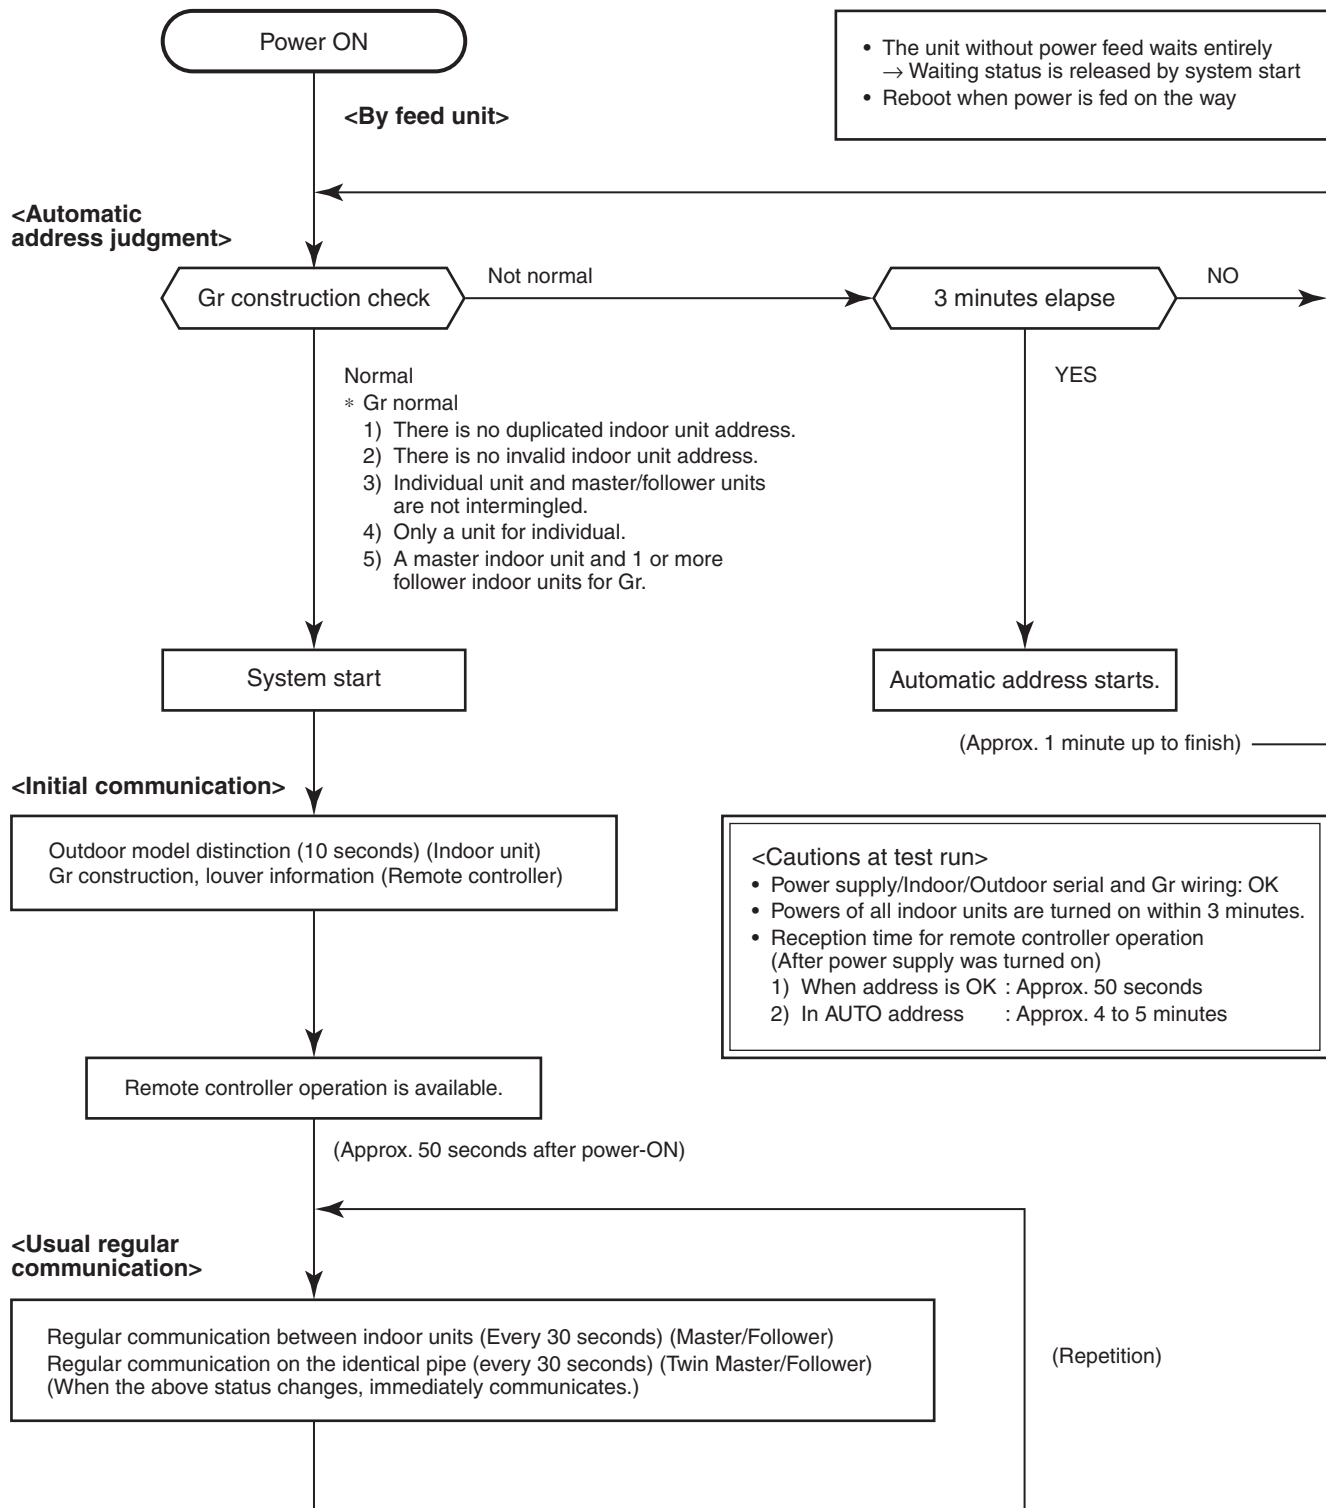 Power ON
• The unit without power feed waits entirely
→ Waiting status is released by system start
• Reboot when power is fed on the way
<By feed unit>
<Automatic
address judgment>
Gr construction check
Not normal
3 minutes elapse
NO
Normal
* Gr normal
1) There is no duplicated indoor unit address.
2) There is no invalid indoor unit address.
3) Individual unit and master/follower units
are not intermingled.
4) Only a unit for individual.
5) A master indoor unit and 1 or more
follower indoor units for Gr.
YES
System start
Automatic address starts.
(Approx. 1 minute up to finish)
<Initial communication>
Outdoor model distinction (10 seconds) (Indoor unit)
Gr construction, louver information (Remote controller)
<Cautions at test run>
• Power supply/Indoor/Outdoor serial and Gr wiring: OK
• Powers of all indoor units are turned on within 3 minutes.
• Reception time for remote controller operation
(After power supply was turned on)
1) When address is OK : Approx. 50 seconds
2) In AUTO address : Approx. 4 to 5 minutes
Remote controller operation is available.
(Approx. 50 seconds after power-ON)
<Usual regular
communication>
Regular communication between indoor units (Every 30 seconds) (Master/Follower)
Regular communication on the identical pipe (every 30 seconds) (Twin Master/Follower)
(When the above status changes, immediately communicates.)
(Repetition)